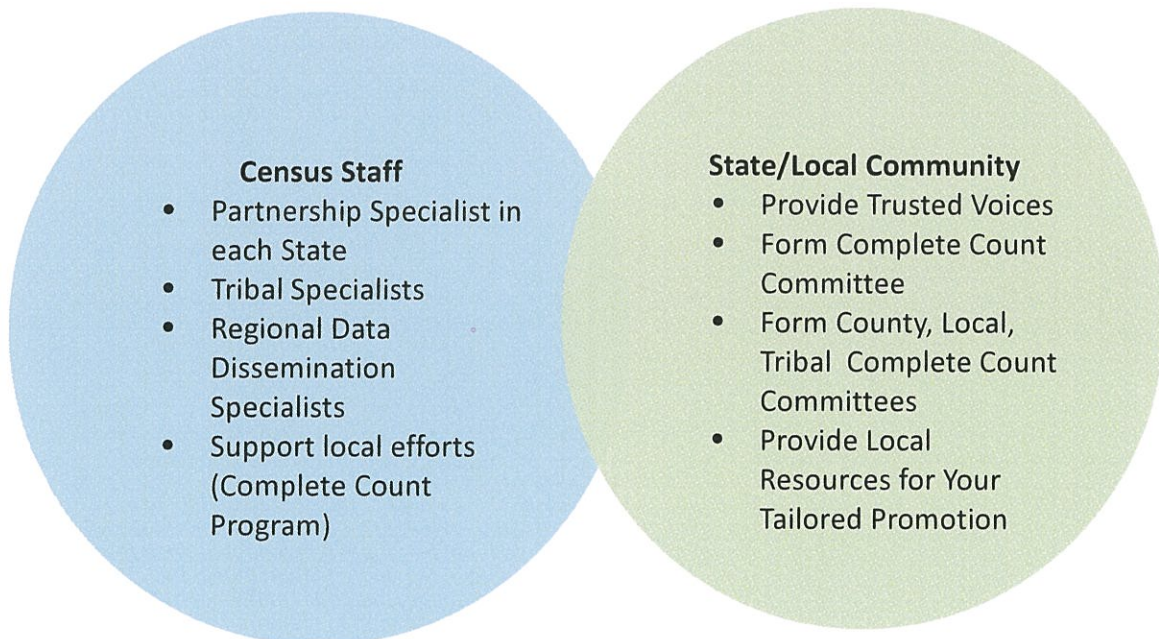 Census Staff
• Partnership Specialist in
each State
• Tribal Specialists
• Regional Data
Dissemination
Specialists
• Support local efforts
(Complete Count
Program)
State/Local Community
• Provide Trusted Voices
• Form Complete Count
Committee
• Form County, Local,
Tribal Complete Count
Committees
• Provide Local
Resources for Your
Tailored Promotion